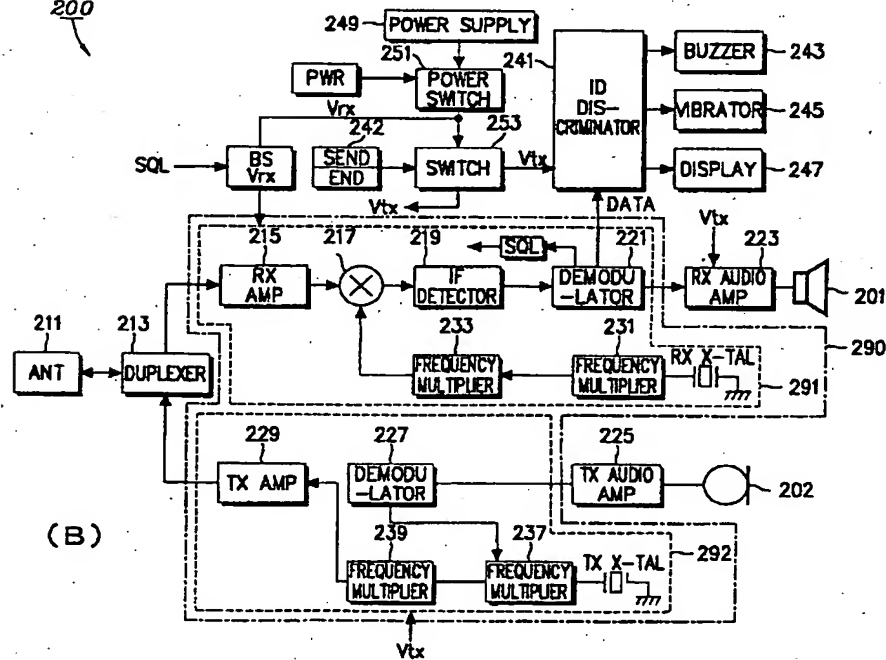 200
249
POWER SUPPLY
251
241
PWR
POWER
SWITCH
ID
DIS-
CRIMINATOR
BUZZER
243
VIBRATOR
245
DISPLAY
247
Vrx
242
253
SQL
BS
Vrx
SEND
END
SWITCH
Vtx
Vtx
DATA
215
217
219
SQL
221
Vtx
223
RX
AMP
IF
DETECTOR
DEMODU
-LATOR
RX AUDIO
AMP
201
211
213
233
231
290
ANT
DUPLEXER
FREQUENCY
MULTIPLIER
FREQUENCY
MULTIPLIER
RX X-TAL
291
229
227
225
TX AMP
DEMODU
-LATOR
TX AUDIO
AMP
202
(B)
239
237
292
FREQUENCY
MULTIPLIER
FREQUENCY
MULTIPLIER
TX X-TAL
Vtx